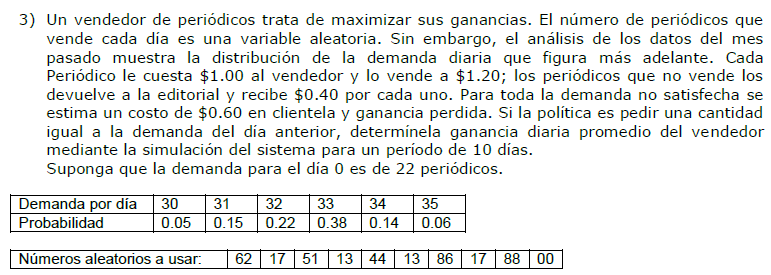 3) Un vendedor de periódicos trata de maximizar sus ganancias. El número de periódicos que
vende cada día es una variable aleatoria. Sin embargo, el análisis de los datos del mes
pasado muestra la distribución de la demanda diaria que figura más adelante. Cada
Periódico le cuesta $1.00 al vendedor y lo vende a $1.20; los periódicos que no vende los
devuelve a la editorial y recibe $0.40 por cada uno. Para toda la demanda no satisfecha se
estima un costo de $0.60 en clientela y ganancia perdida. Si la política es pedir una cantidad
igual a la demanda del día anterior, determínela ganancia diaria promedio del vendedor
mediante la simulación del sistema para un período de 10 días.
Suponga que la demanda para el día 0 es de 22 periódicos.
Demanda por día 30 31 32 33 34 35
Probabilidad 0.05 0.15 0.22 0.38 0.14 0.06
Números aleatorios a usar: 62 17 51 13 44 13 86 17 88 00